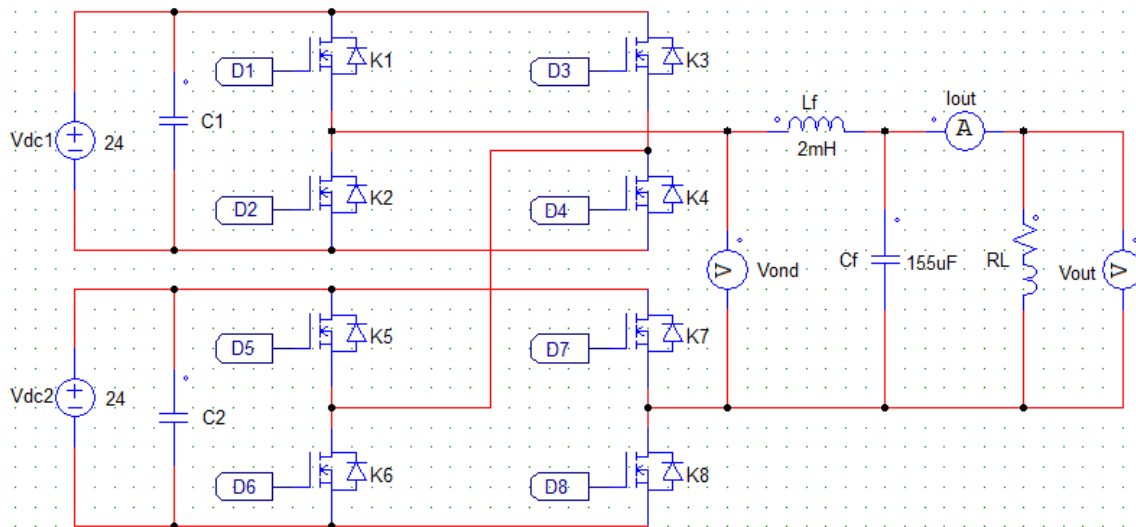 D1
K1
D3
K3
Vdc1
24
C1
Lf
2mH
Iout
A
D2
K2
D4
K4
V
Vond
Cf
155uF
RL
Vout
V
D5
K5
D7
K7
Vdc2
24
C2
D6
K6
D8
K8